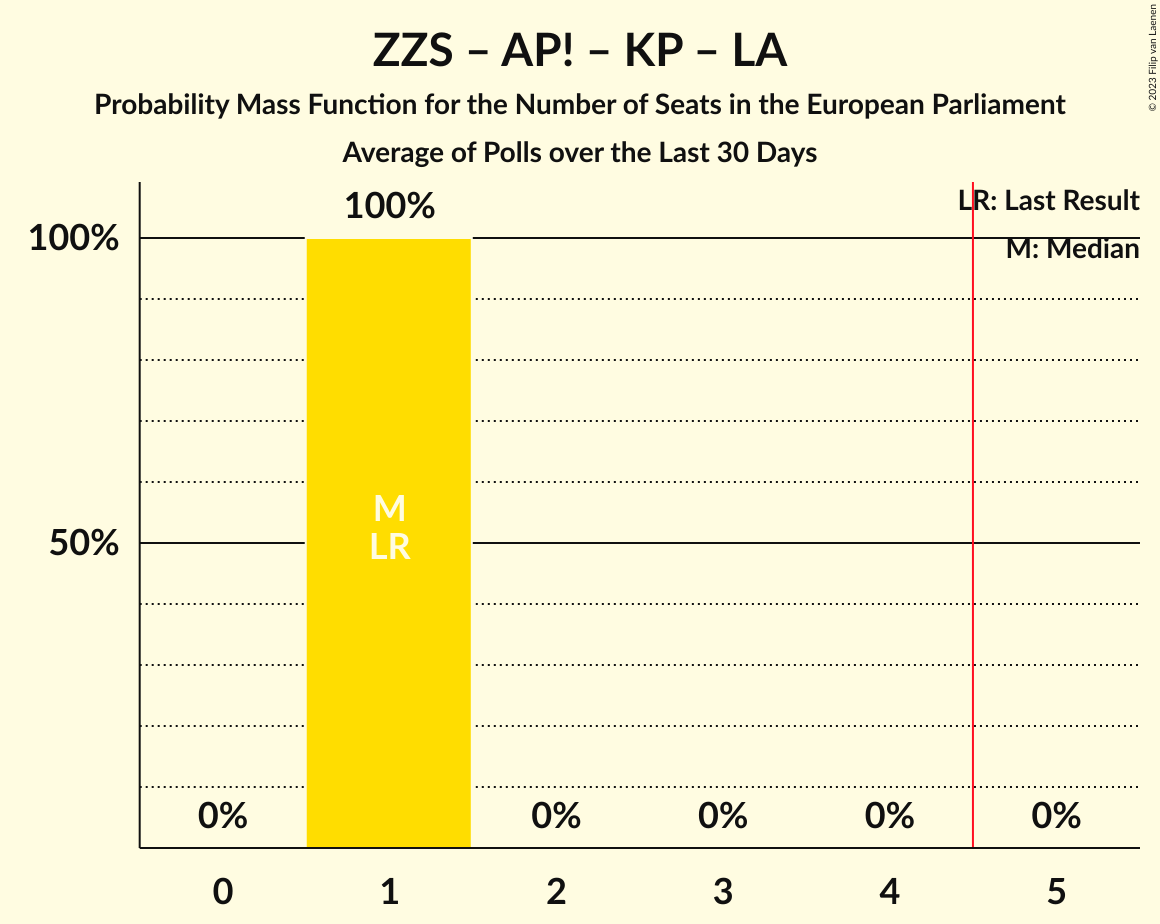 ZZS – AP! – KP – LA
Probability Mass Function for the Number of Seats in the European Parliament
Average of Polls over the Last 30 Days
© 2023 Filip van Laenen
LR: Last Result
M: Median
100%
100%
50%
M
LR
0%
0%
0%
0%
0%
0
1
2
3
4
5